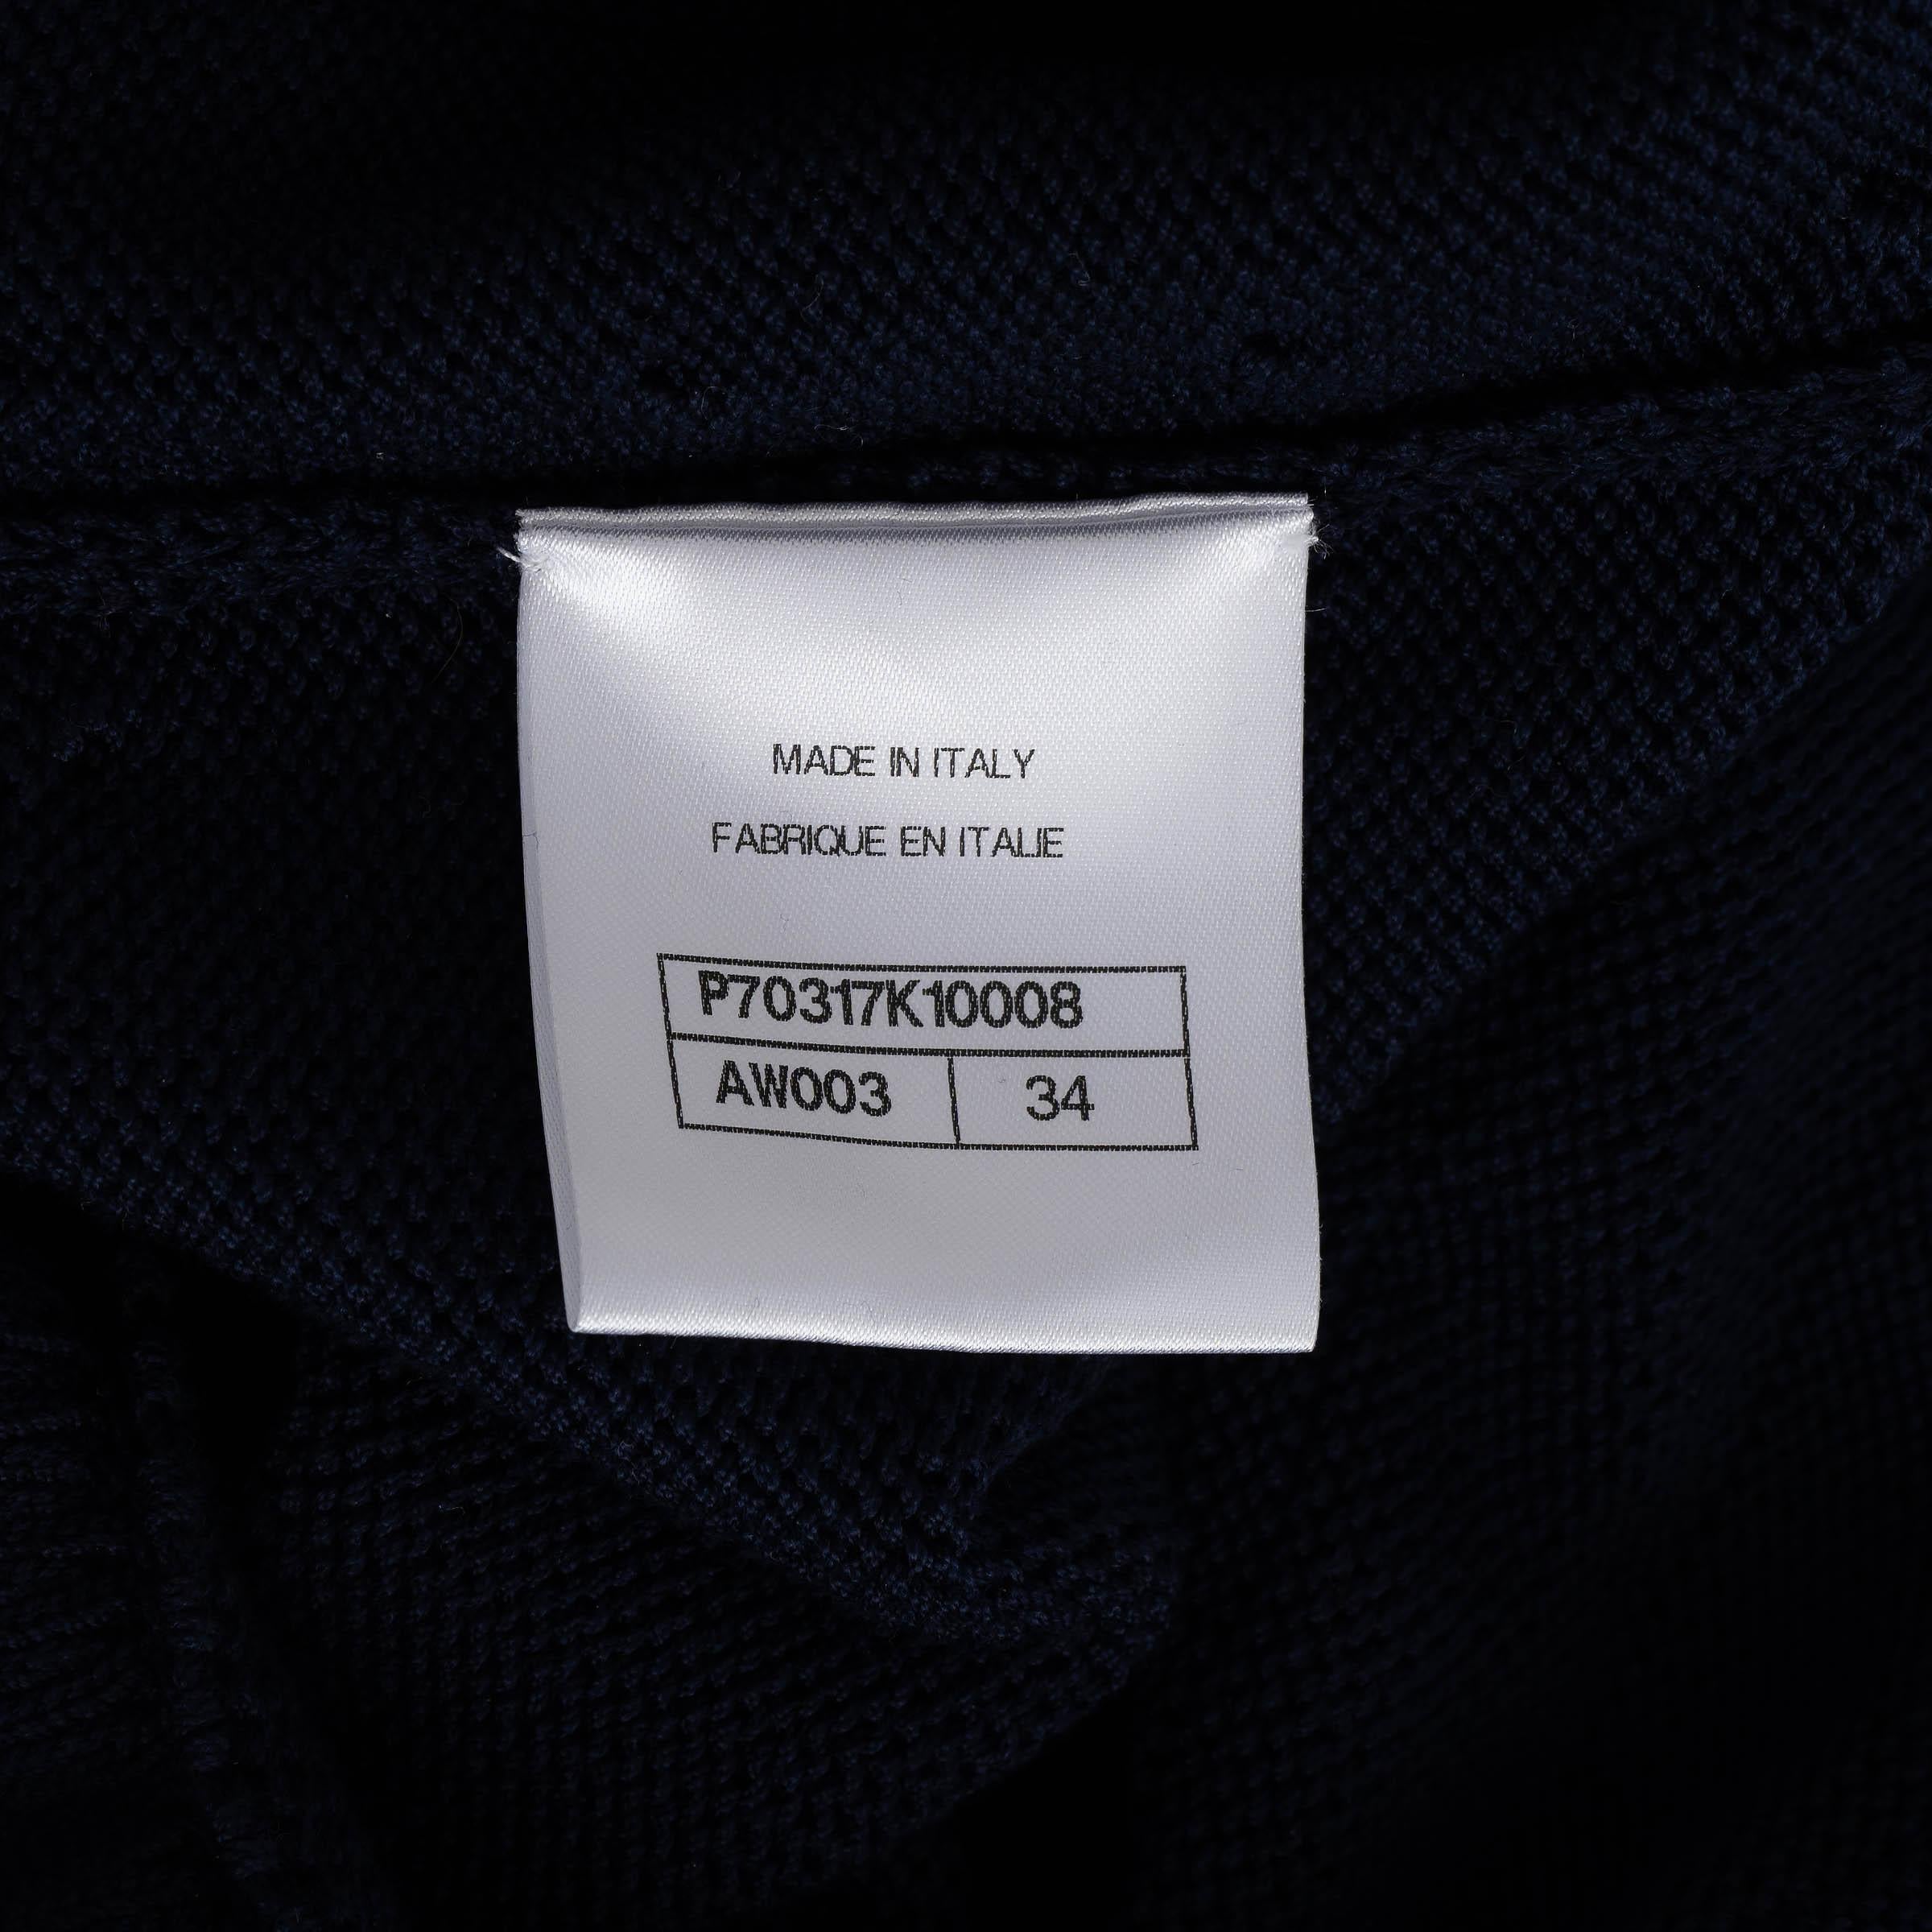 MADE IN ITALY
FABRIQUE EN ITALIE
P70317K10008
AW003 34